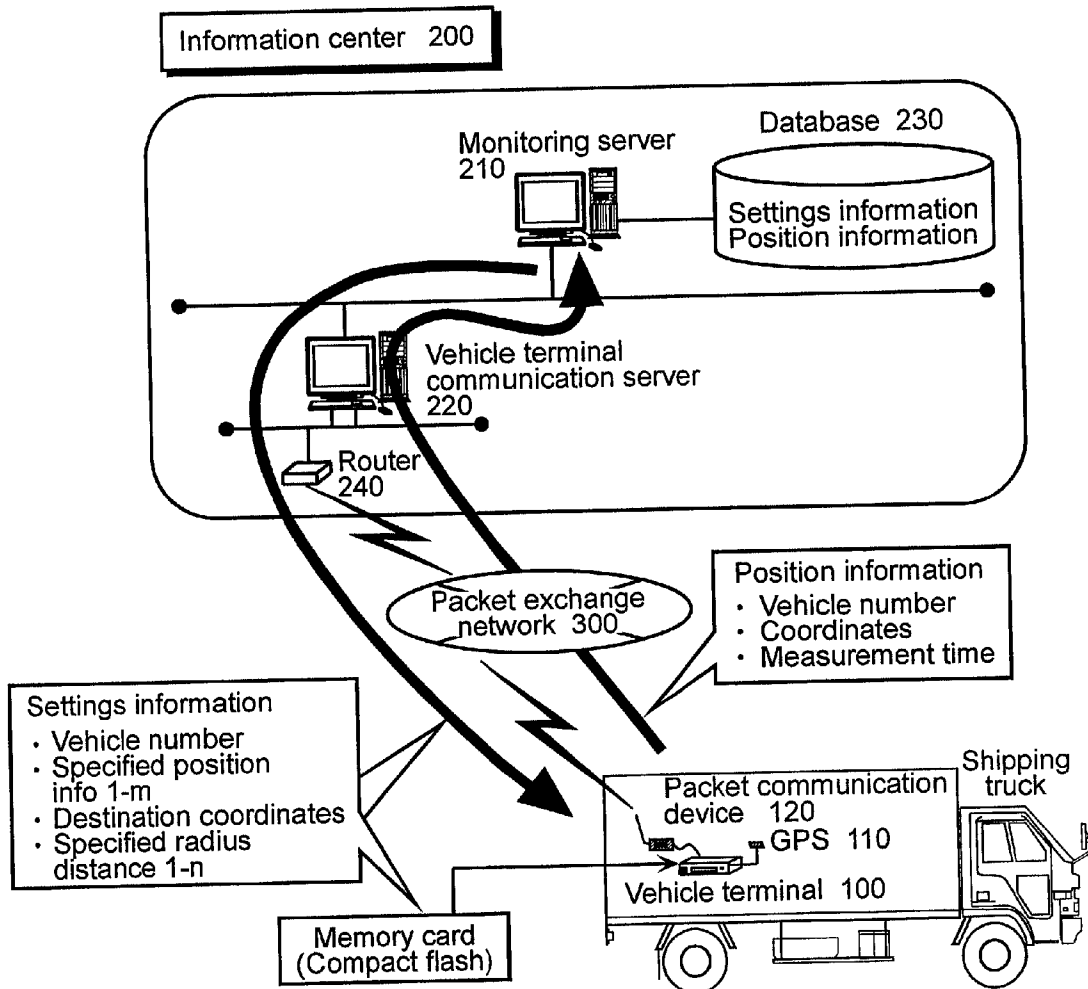 Information center 200
Monitoring server
210
Database 230
Settings information
Position information
Vehicle terminal
communication server
220
Router
240
Packet exchange
network 300
Position information
· Vehicle number
· Coordinates
· Measurement time
Settings information
· Vehicle number
· Specified position
info 1-m
· Destination coordinates
· Specified radius
distance 1-n
Memory card
(Compact flash)
Packet communication
device 120
GPS 110
Vehicle terminal 100
Shipping
truck